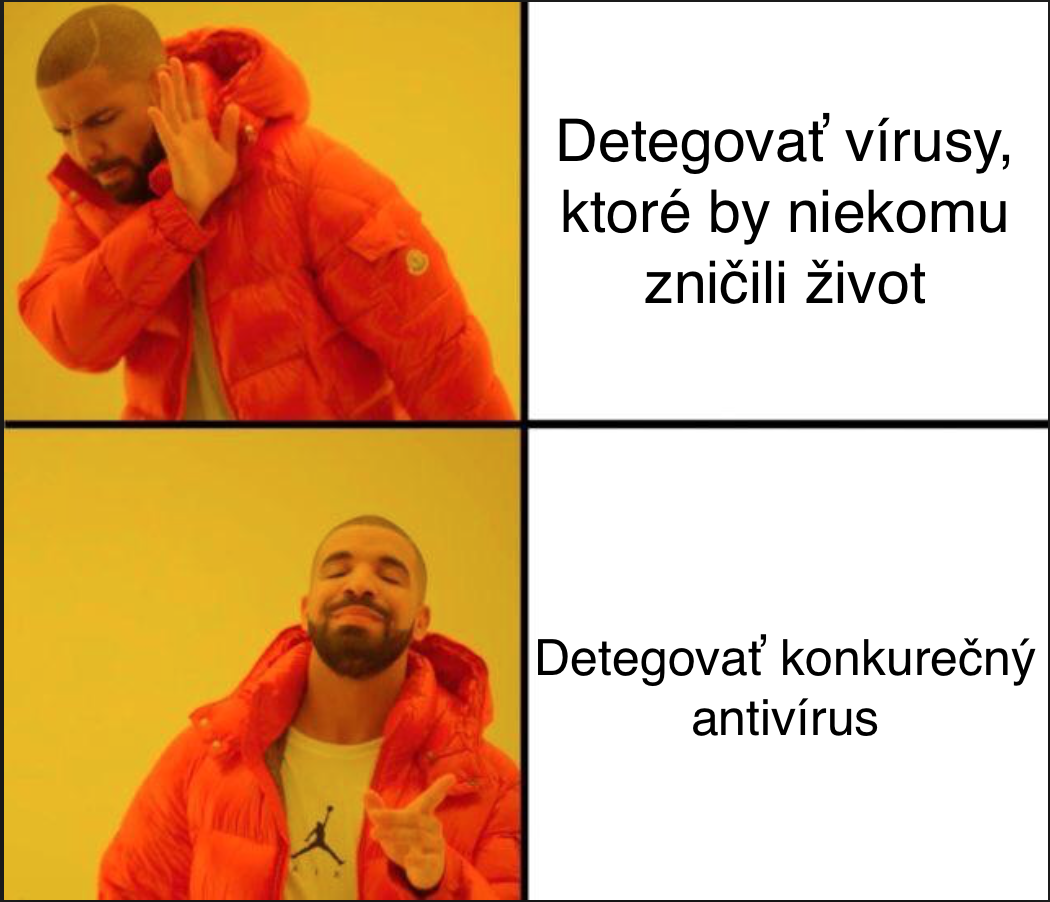 Detegovať vírusy,
ktoré by niekomu
zničili život
Detegovať konkurečný
antivírus